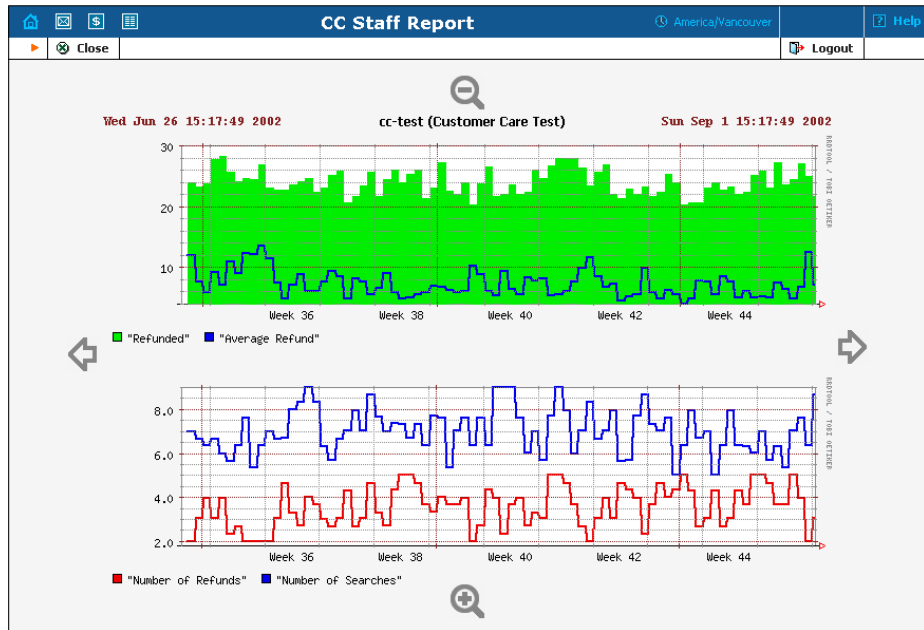 CC Staff Report
America/Vancouver
? Help
Close
Logout
Wed Jun 26 15:17:49 2002
cc-test (Customer Care Test)
Sun Sep 1 15:17:49 2002
30
20
10
Week 36 Week 38 Week 40 Week 42 Week 44
"Refunded" "Average Refund"
RRDTOOL / TOBI OETIKER
8.0
6.0
4.0
2.0
Week 36 Week 38 Week 40 Week 42 Week 44
"Number of Refunds" "Number of Searches"
RRDTOOL / TOBI OETIKER